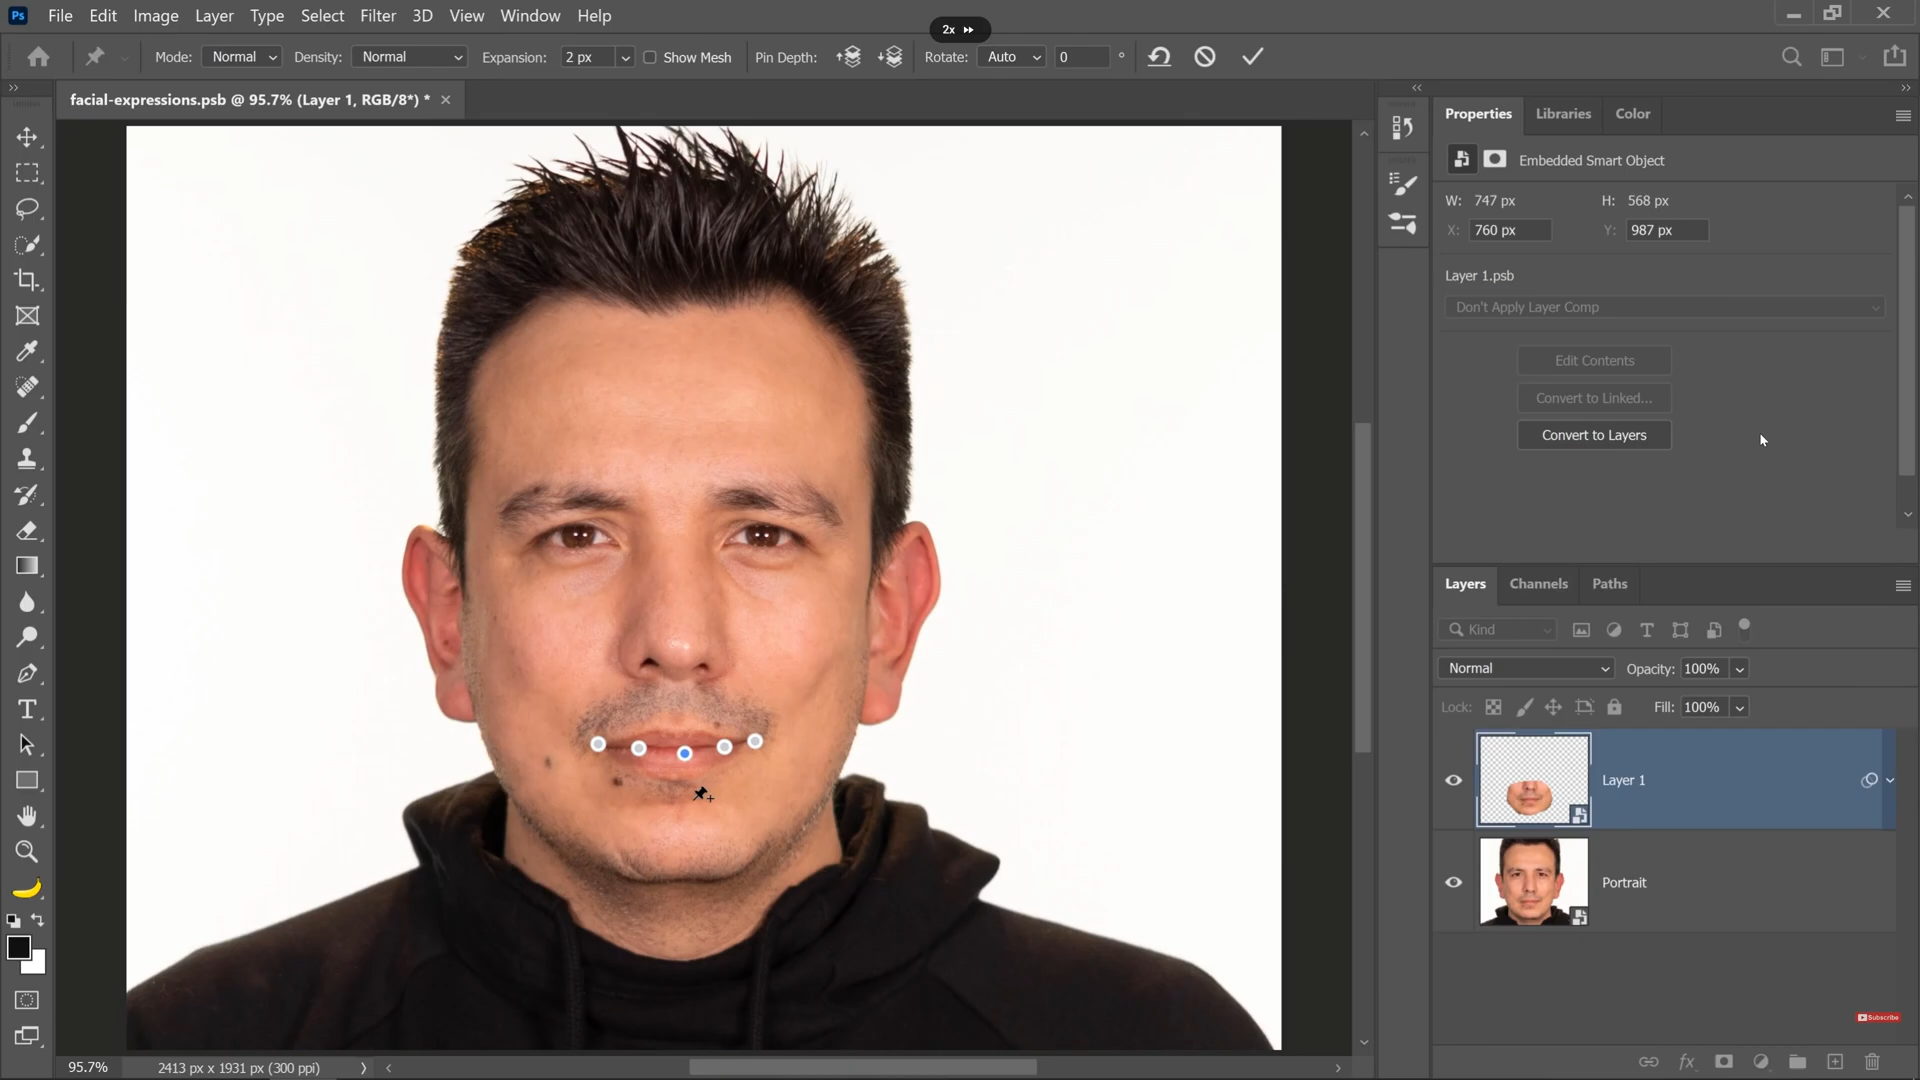 Ps File Edit Image Layer Type Select Filter 3D View Window Help
2x
Mode: Normal Density: Normal Expansion: 2 px Show Mesh Pin Depth: Rotate: Auto 0 °
facial-expressions.psb @ 95.7% (Layer 1, RGB/8*) *
Properties Libraries Color
Embedded Smart Object
W: 747 px H: 568 px
X: 760 px Y: 987 px
Layer 1.psb
Don't Apply Layer Comp
Edit Contents
Convert to Linked...
Convert to Layers
Layers Channels Paths
Kind
Normal Opacity: 100%
Lock: Fill: 100%
Layer 1
Portrait
Subscribe
fx
95.7% 2413 px x 1931 px (300 ppi)